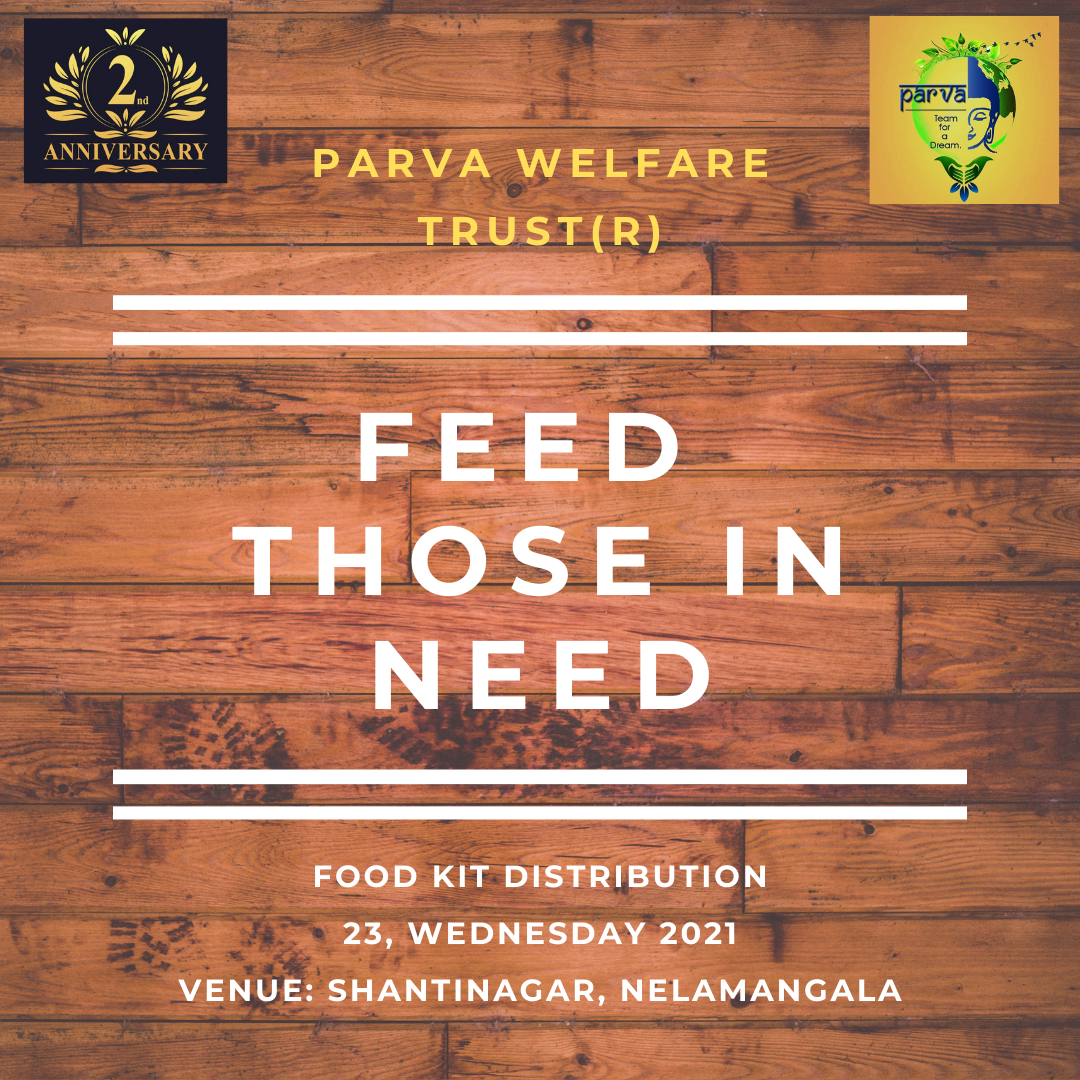 2nd
ANNIVERSARY
parva
Team
for
a
Dream.
PARVA WELFARE
TRUST(R)
FEED
THOSE IN
NEED
FOOD KIT DISTRIBUTION
23, WEDNESDAY 2021
VENUE: SHANTINAGAR, NELAMANGALA